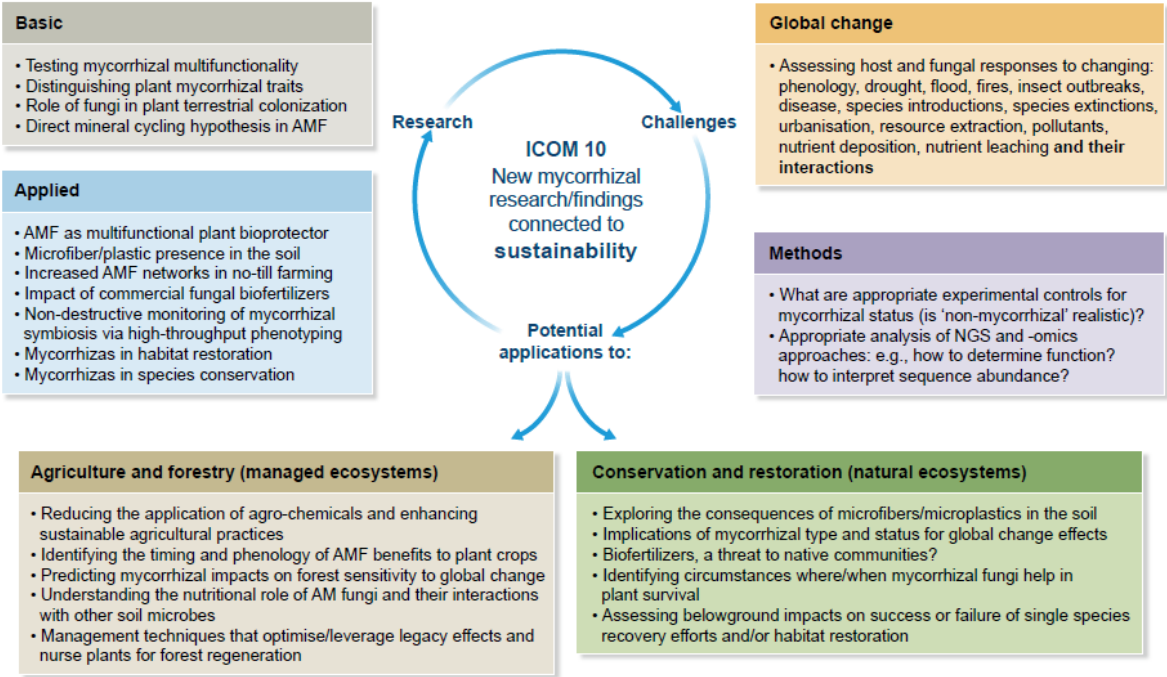 Basic
• Testing mycorrhizal multifunctionality
• Distinguishing plant mycorrhizal traits
• Role of fungi in plant terrestrial colonization
• Direct mineral cycling hypothesis in AMF
Applied
• AMF as multifunctional plant bioprotector
• Microfiber/plastic presence in the soil
• Increased AMF networks in no-till farming
• Impact of commercial fungal biofertilizers
• Non-destructive monitoring of mycorrhizal
symbiosis via high-throughput phenotyping
• Mycorrhizas in habitat restoration
• Mycorrhizas in species conservation
Research
Challenges
ICOM 10
New mycorrhizal
research/findings
connected to
sustainability
Potential
applications to:
Global change
• Assessing host and fungal responses to changing:
phenology, drought, flood, fires, insect outbreaks,
disease, species introductions, species extinctions,
urbanisation, resource extraction, pollutants,
nutrient deposition, nutrient leaching and their
interactions
Methods
• What are appropriate experimental controls for
mycorrhizal status (is ‘non-mycorrhizal’ realistic)?
• Appropriate analysis of NGS and -omics
approaches: e.g., how to determine function?
how to interpret sequence abundance?
Agriculture and forestry (managed ecosystems)
• Reducing the application of agro-chemicals and enhancing
sustainable agricultural practices
• Identifying the timing and phenology of AMF benefits to plant crops
• Predicting mycorrhizal impacts on forest sensitivity to global change
• Understanding the nutritional role of AM fungi and their interactions
with other soil microbes
• Management techniques that optimise/leverage legacy effects and
nurse plants for forest regeneration
Conservation and restoration (natural ecosystems)
• Exploring the consequences of microfibers/microplastics in the soil
• Implications of mycorrhizal type and status for global change effects
• Biofertilizers, a threat to native communities?
• Identifying circumstances where/when mycorrhizal fungi help in
plant survival
• Assessing belowground impacts on success or failure of single species
recovery efforts and/or habitat restoration